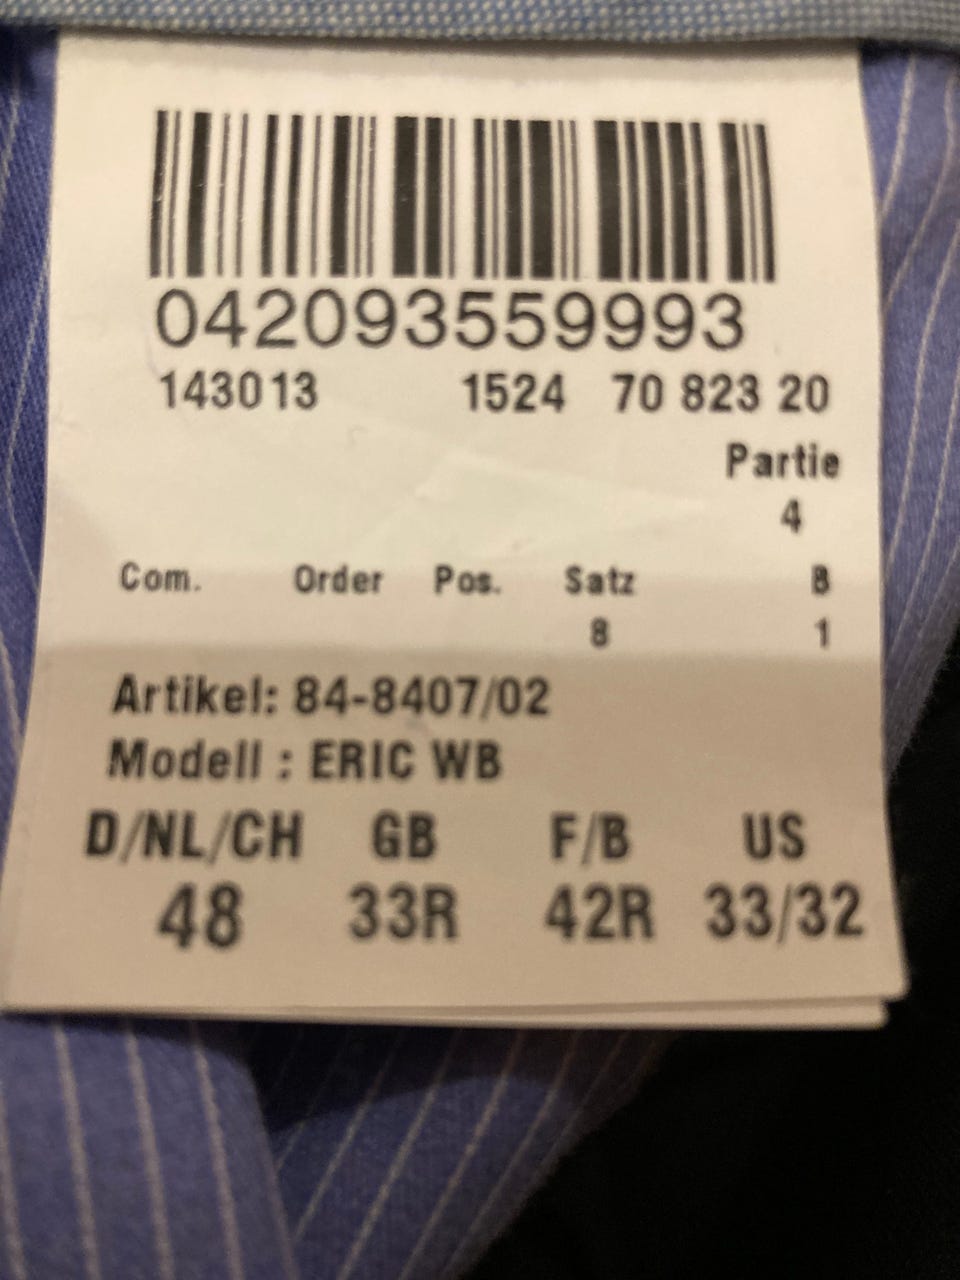 042093559993
143013 1524 70 823 20
Partie
4
Com. Order Pos. Satz B
8 1
Artikel: 84-8407/02
Modell : ERIC WB
D/NL/CH GB F/B US
48 33R 42R 33/32